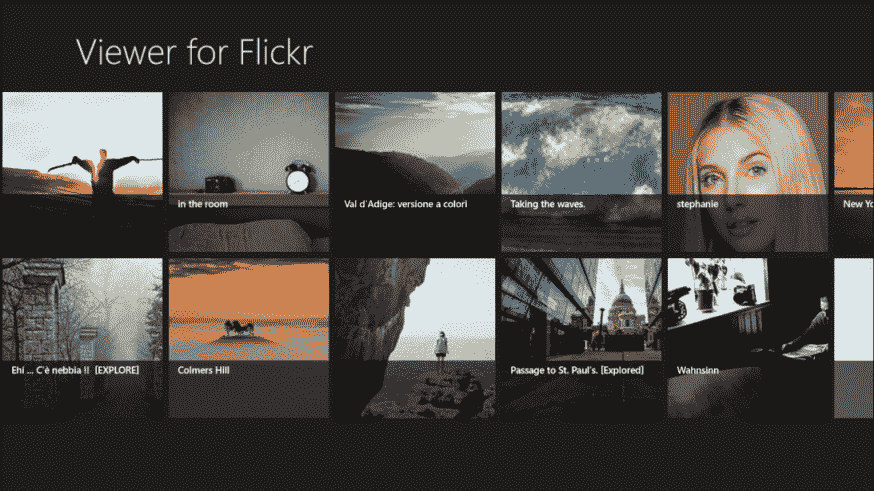 Viewer for Flickr
in the room
Val d'Adige: versione a colori
Taking the waves.
stephanie
New Yo
Ehi ... C'è nebbia !! [EXPLORE]
Colmers Hill
Passage to St. Paul's. [Explored]
Wahnsinn